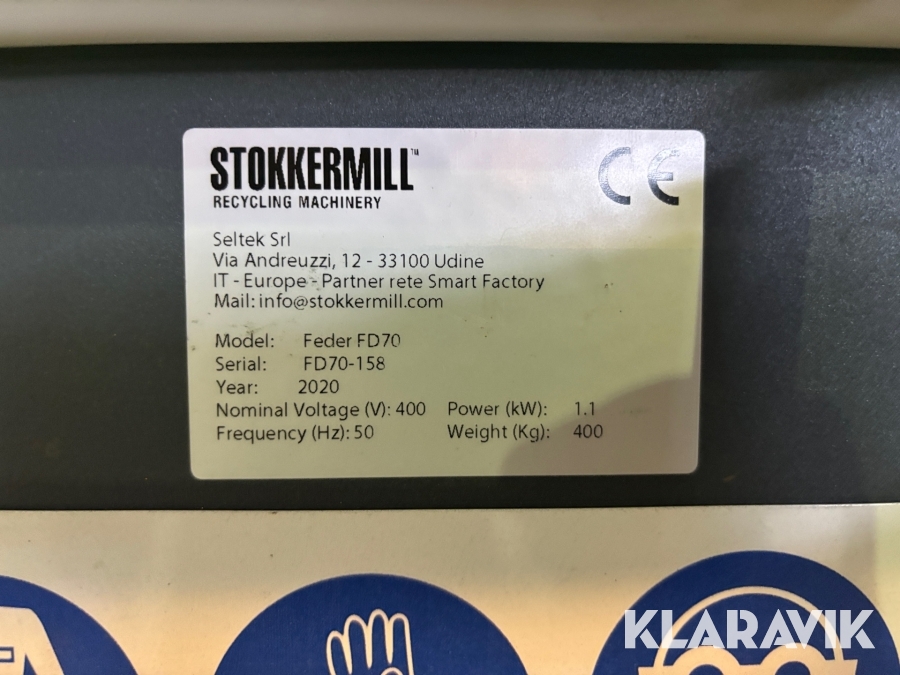 STOKKERMILL™
RECYCLING MACHINERY
CE
Seltek Srl
Via Andreuzzi, 12 - 33100 Udine
IT - Europe - Partner rete Smart Factory
Mail: info@stokkermill.com
Model: Feder FD70
Serial: FD70-158
Year: 2020
Nominal Voltage (V): 400 Power (kW): 1.1
Frequency (Hz): 50 Weight (Kg): 400
KLARAVIK